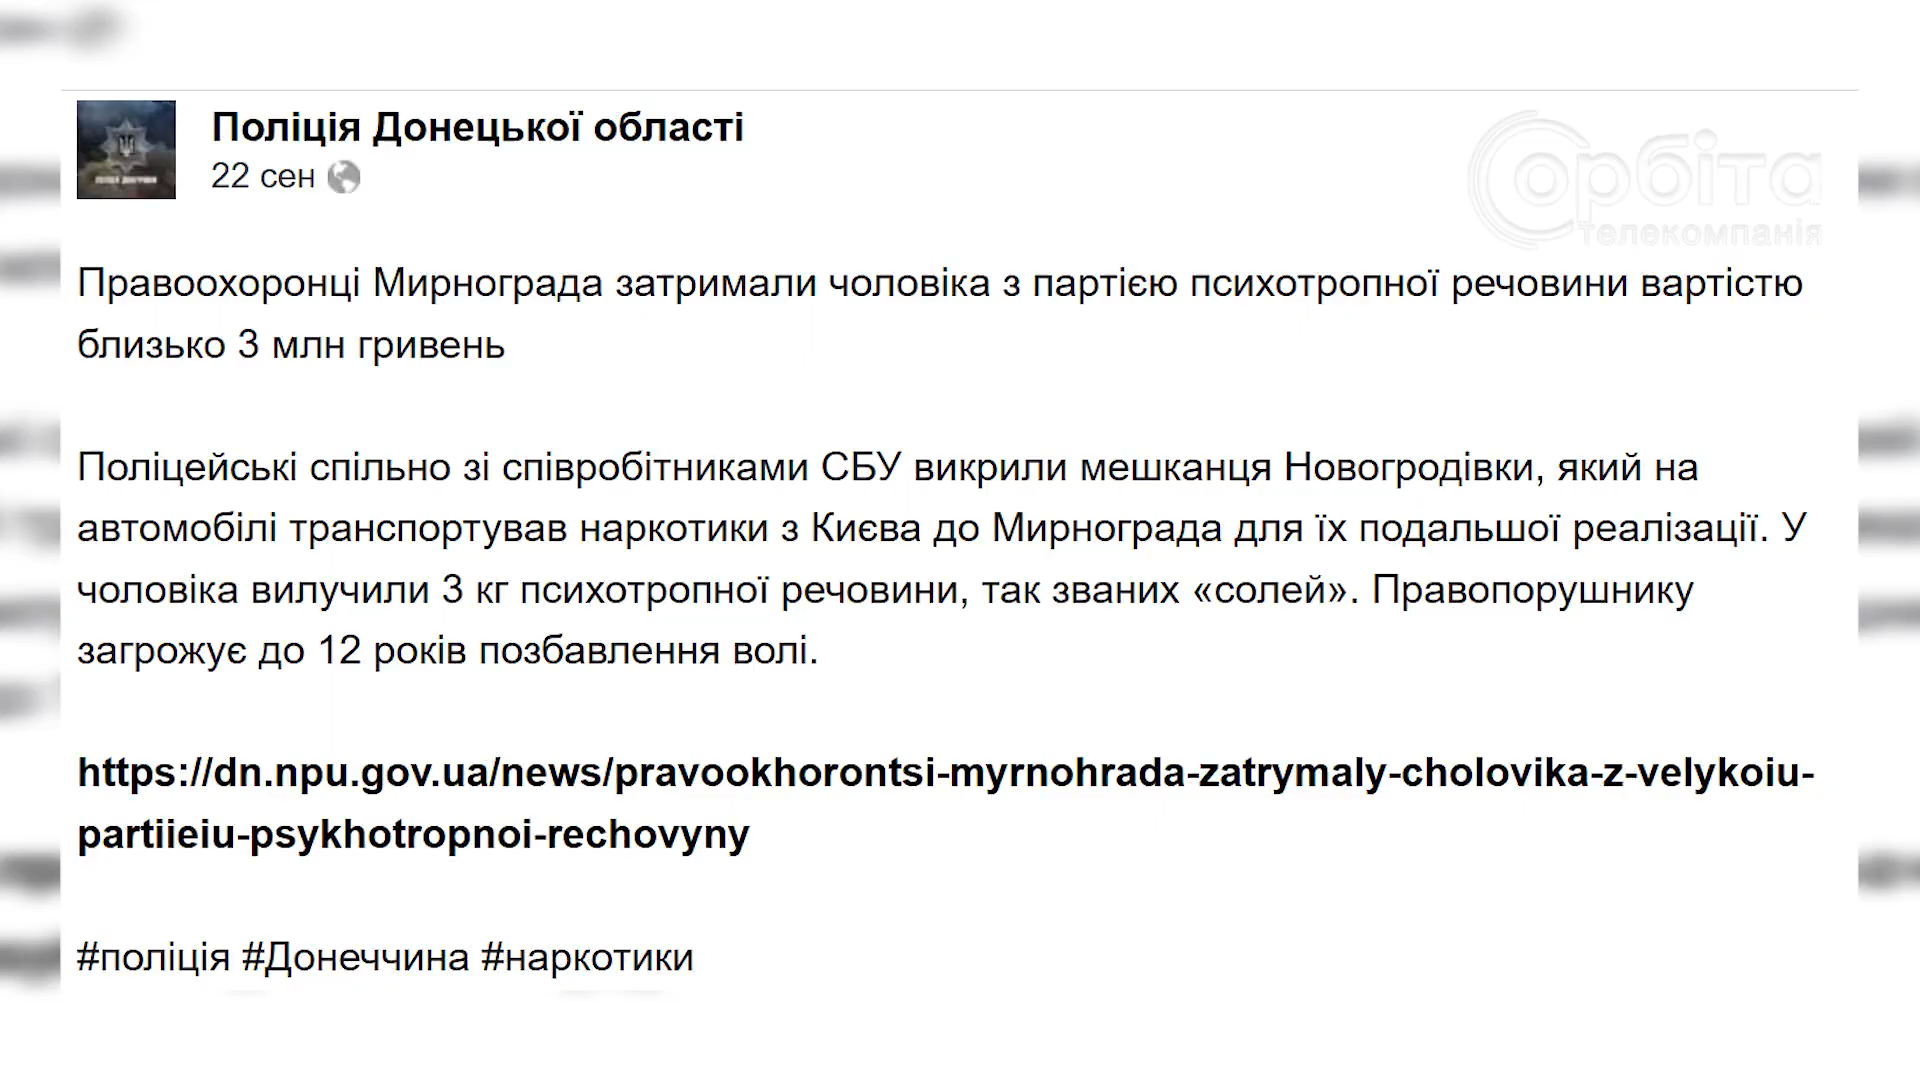 Поліція Донецької області
22 сен
орбіта
телекомпанія
Правоохоронці Мирнограда затримали чоловіка з партією психотропної речовини вартістю
близько 3 млн гривень
Поліцейські спільно зі співробітниками СБУ викрили мешканця Новогродівки, який на
автомобілі транспортував наркотики з Києва до Мирнограда для їх подальшої реалізації. У
чоловіка вилучили 3 кг психотропної речовини, так званих «солей». Правопорушнику
загрожує до 12 років позбавлення волі.
https://dn.npu.gov.ua/news/pravookhorontsi-myrnohrada-zatrymaly-cholovika-z-velykoiu-
partiieiu-psykhotropnoi-rechovyny
#поліція #Донеччина #наркотики